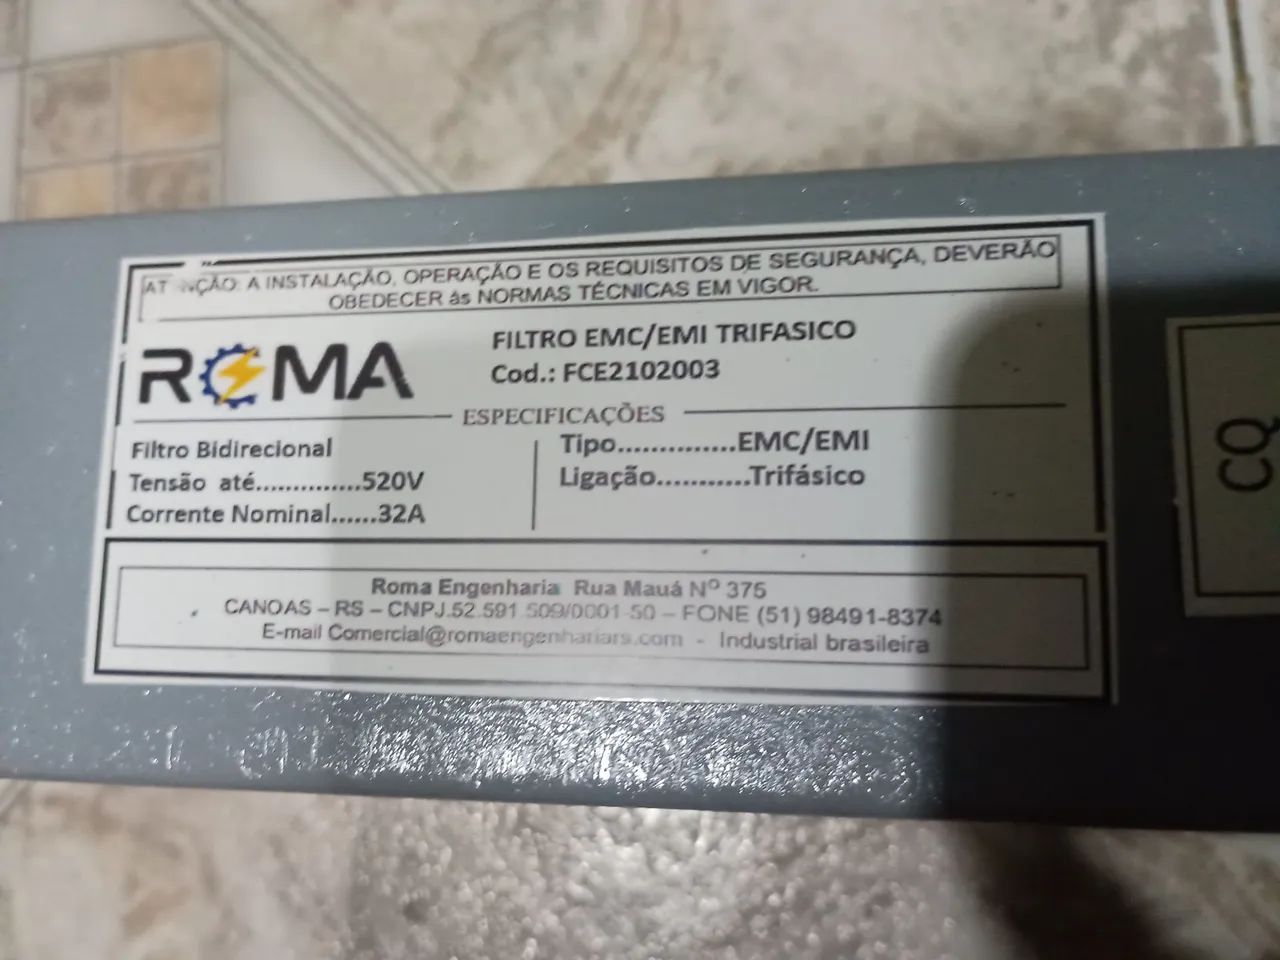 ATENÇÃO: A INSTALAÇÃO, OPERAÇÃO E OS REQUISITOS DE SEGURANÇA, DEVERÃO
OBEDECER ás NORMAS TÉCNICAS EM VIGOR.
ROMA
FILTRO EMC/EMI TRIFASICO
Cod.: FCE2102003
ESPECIFICAÇÕES
Filtro Bidirecional
Tensão até..............520V
Corrente Nominal......32A
Tipo..............EMC/EMI
Ligação...........Trifásico
Roma Engenharia Rua Mauá Nº 375
CANOAS – RS – CNPJ.52.591.509/0001-50 – FONE (51) 98491-8374
E-mail Comercial@romaengenhariars.com - Industrial brasileira
CQ